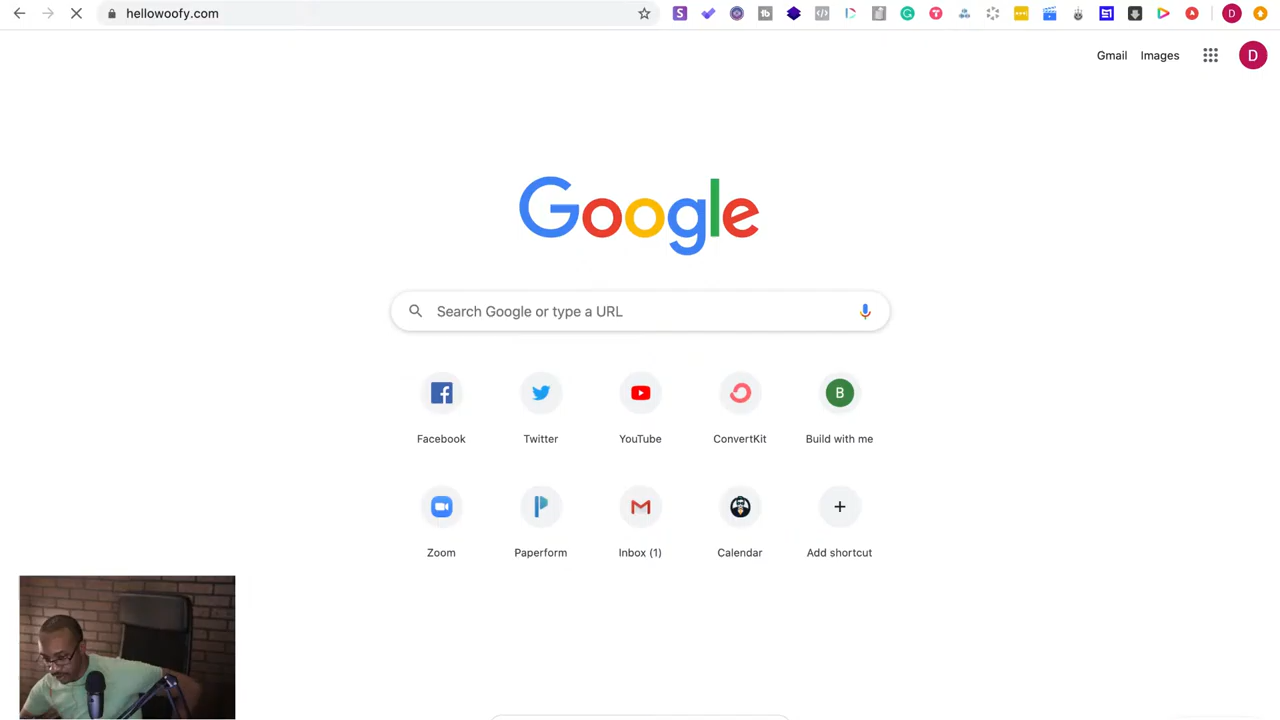 hellowoofy.com
Gmail
Images
D
Google
Search Google or type a URL
B
Facebook
Twitter
YouTube
ConvertKit
Build with me
Zoom
Paperform
Inbox (1)
Calendar
Add shortcut